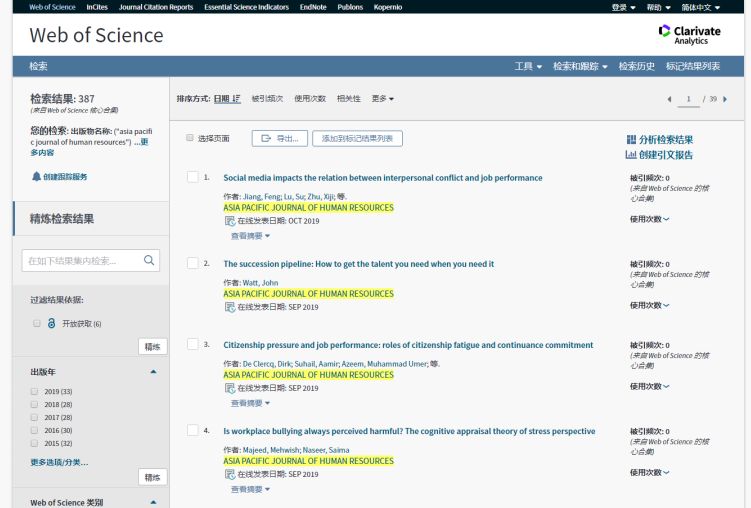 Web of Science InCites Journal Citation Reports Essential Science Indicators EndNote Publons Kopernio 登录 帮助 简体中文
Web of Science
Clarivate
Analytics
检索 工具 检索和跟踪 检索历史 标记结果列表
检索结果: 387
(来自 Web of Science 核心合集)
您的检索: 出版物名称: ("asia pacifi
c journal of human resources") ...更
多内容
创建跟踪服务
精炼检索结果
在如下结果集内检索...
过滤结果依据:
开放获取 (6)
精炼
出版年
2019 (33)
2018 (28)
2017 (28)
2016 (30)
2015 (32)
更多选项/分类...
精炼
Web of Science 类别
排序方式: 日期 被引频次 使用次数 相关性 更多
1 / 39
选择页面 导出... 添加到标记结果列表
分析检索结果
创建引文报告
1. Social media impacts the relation between interpersonal conflict and job performance
作者: Jiang, Feng; Lu, Su; Zhu, Xiji; 等.
ASIA PACIFIC JOURNAL OF HUMAN RESOURCES
在线发表日期: OCT 2019
查看摘要
被引频次: 0
(来自 Web of Science 的核
心合集)
使用次数
2. The succession pipeline: How to get the talent you need when you need it
作者: Watt, John
ASIA PACIFIC JOURNAL OF HUMAN RESOURCES
在线发表日期: SEP 2019
被引频次: 0
(来自 Web of Science 的核
心合集)
使用次数
3. Citizenship pressure and job performance: roles of citizenship fatigue and continuance commitment
作者: De Clercq, Dirk; Suhail, Aamir; Azeem, Muhammad Umer; 等.
ASIA PACIFIC JOURNAL OF HUMAN RESOURCES
在线发表日期: SEP 2019
查看摘要
被引频次: 0
(来自 Web of Science 的核
心合集)
使用次数
4. Is workplace bullying always perceived harmful? The cognitive appraisal theory of stress perspective
作者: Majeed, Mehwish; Naseer, Saima
ASIA PACIFIC JOURNAL OF HUMAN RESOURCES
在线发表日期: SEP 2019
查看摘要
被引频次: 0
(来自 Web of Science 的核
心合集)
使用次数